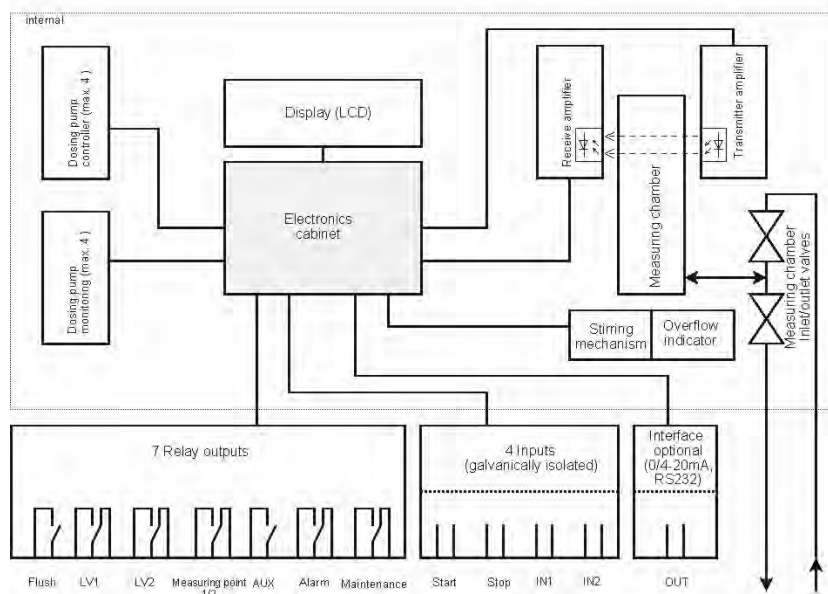 internal
Dosing pump
controller (max. 4 )
Display (LCD)
Receive amplifier
Transmitter amplifier
Measuring chamber
Electronics
cabinet
Dosing pump
monitoring (max. 4 )
Measuring chamber
Inlet/outlet valves
Stirring
mechanism
Overflow
indicator
7 Relay outputs
4 Inputs
(galvanically isolated)
Interface
optional
(0/4-20mA,
RS232)
Flush
LV1
LV2
Measuring point
1/2
AUX
Alarm
Maintenance
Start
Stop
IN1
IN2
OUT